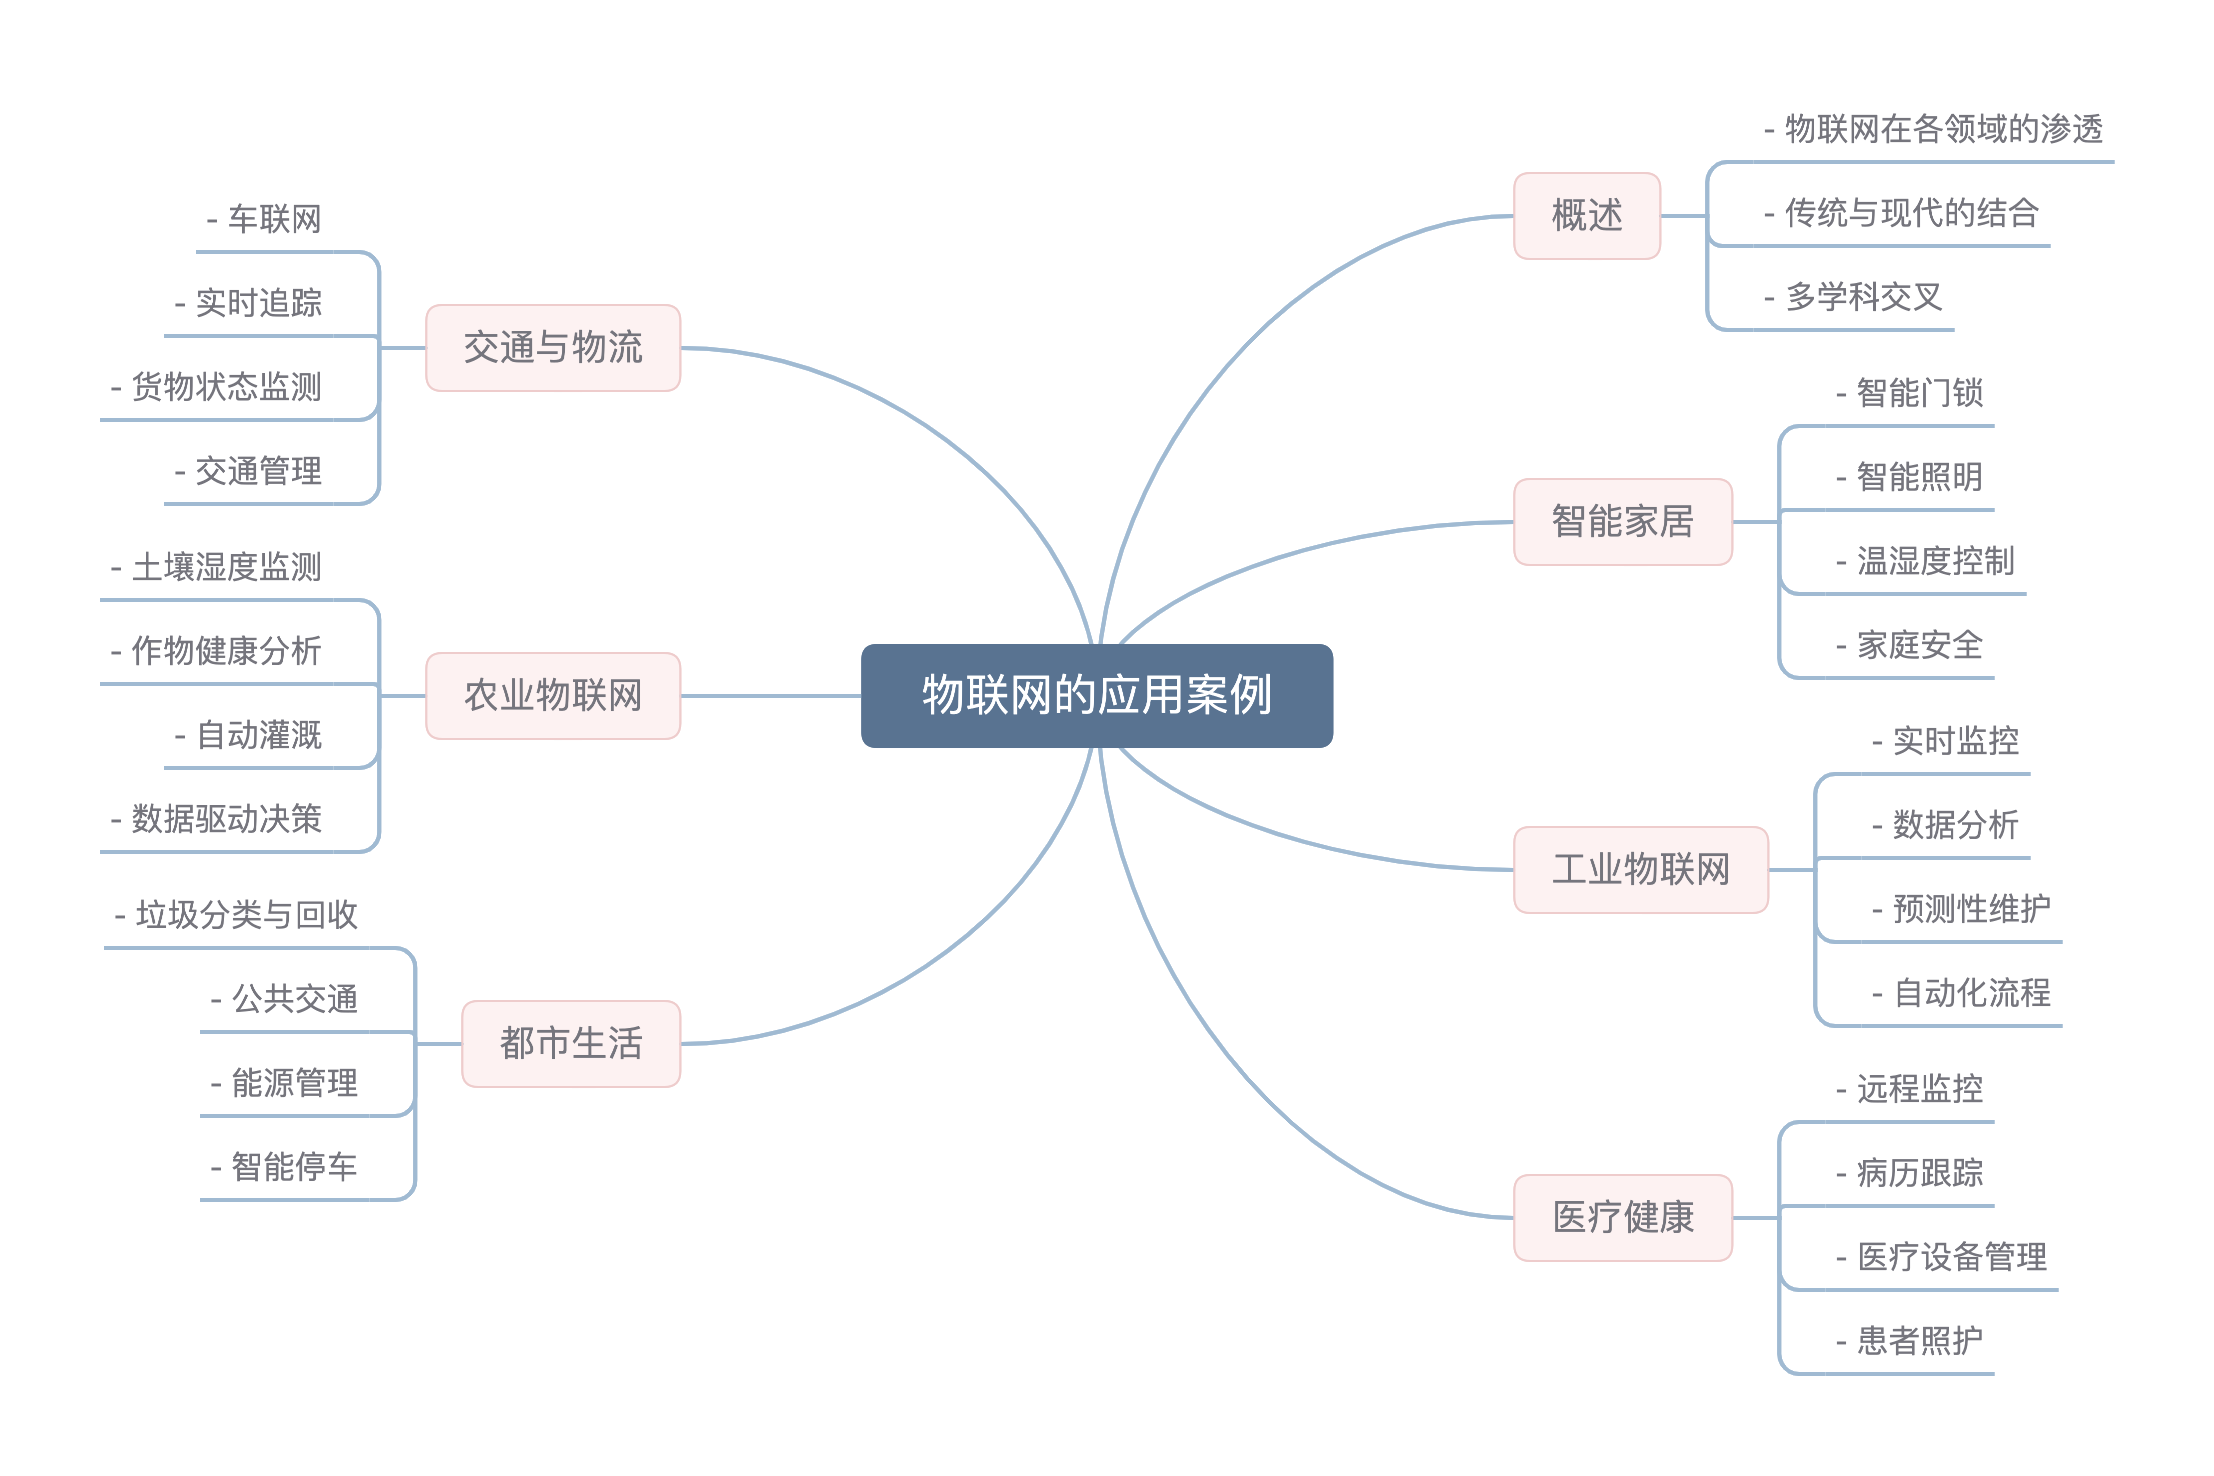 物联网的应用案例
概述
- 物联网在各领域的渗透
- 传统与现代的结合
- 多学科交叉
智能家居
- 智能门锁
- 智能照明
- 温湿度控制
- 家庭安全
工业物联网
- 实时监控
- 数据分析
- 预测性维护
- 自动化流程
医疗健康
- 远程监控
- 病历跟踪
- 医疗设备管理
- 患者照护
交通与物流
- 车联网
- 实时追踪
- 货物状态监测
- 交通管理
农业物联网
- 土壤湿度监测
- 作物健康分析
- 自动灌溉
- 数据驱动决策
都市生活
- 垃圾分类与回收
- 公共交通
- 能源管理
- 智能停车